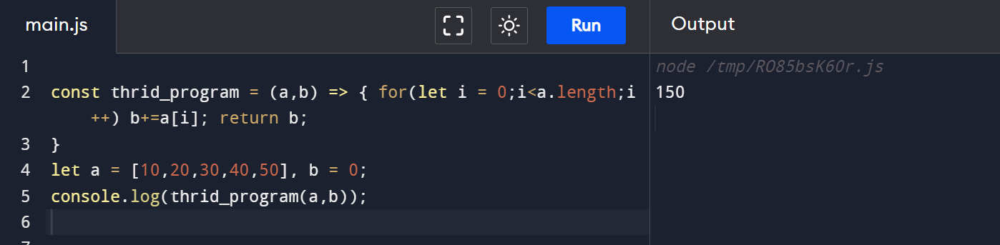 main.js
Run
Output
1
2 const thrid_program = (a,b) => { for(let i = 0;i<a.length;i
++) b+=a[i]; return b;
3 }
4 let a = [10,20,30,40,50], b = 0;
5 console.log(thrid_program(a,b));
6
node /tmp/RO85bsK6Or.js
150